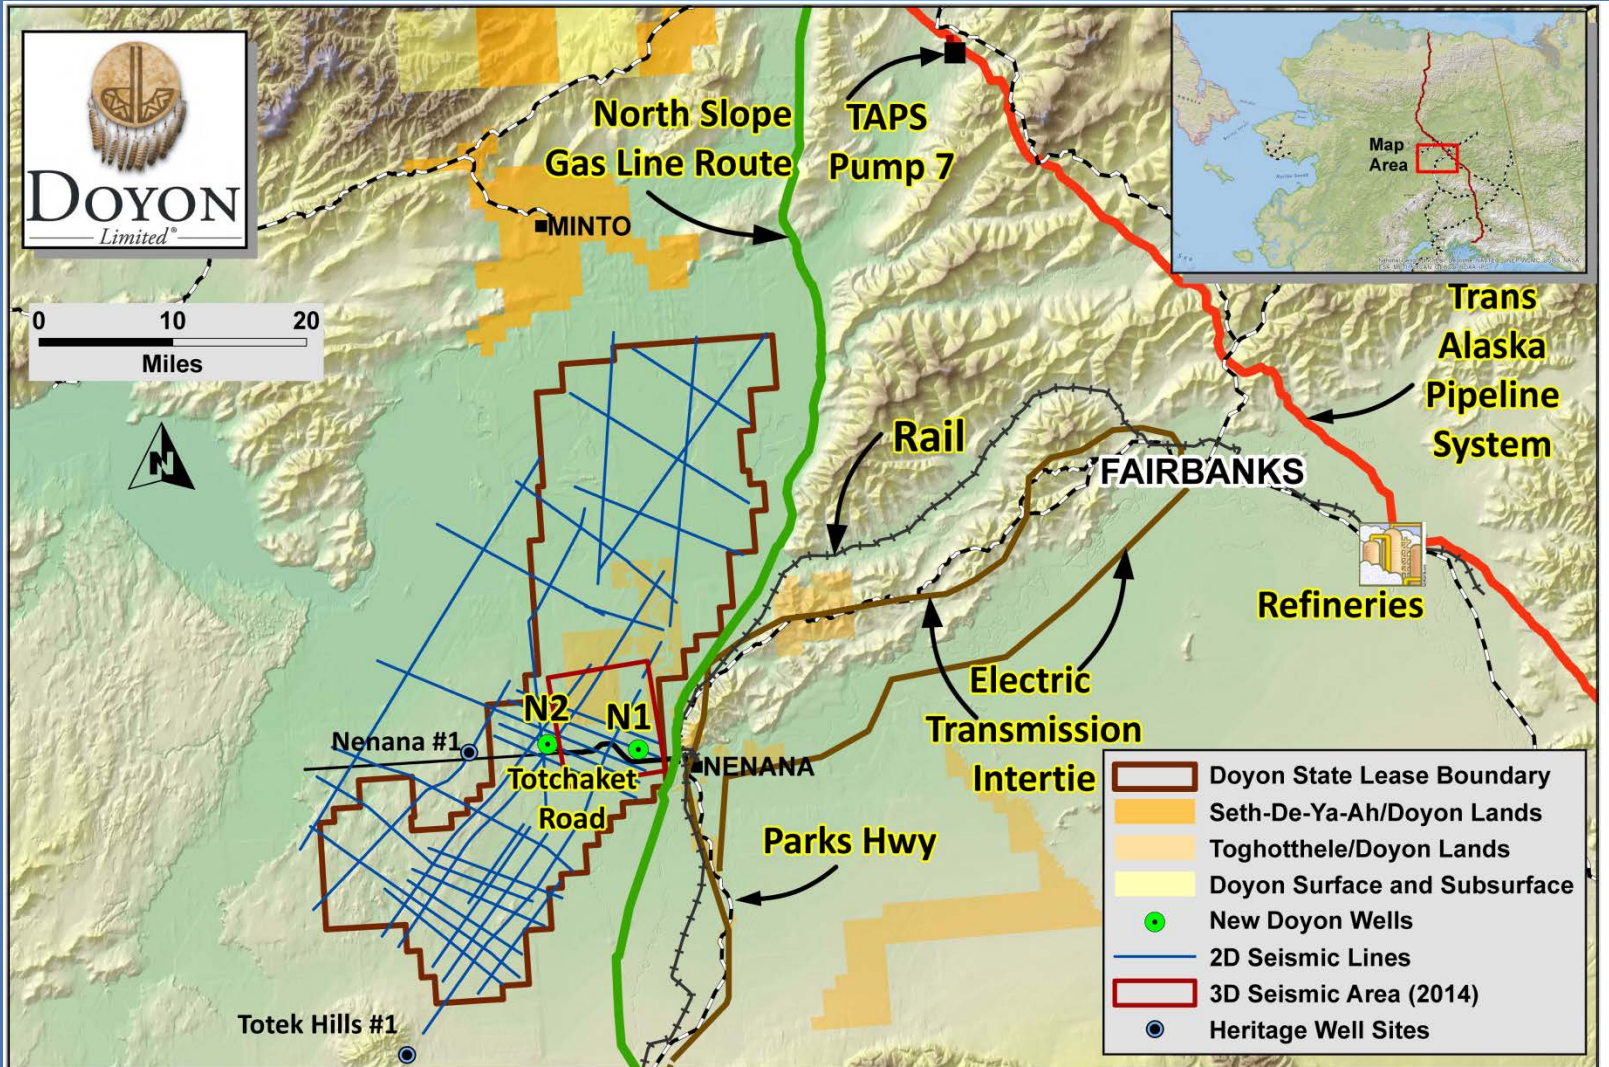 DOYON
Limited®
North Slope
Gas Line Route
TAPS
Pump 7
Map
Area
MINTO
0 10 20
Miles
N
Trans
Alaska
Pipeline
System
Rail
FAIRBANKS
Refineries
Electric
Transmission
Intertie
N2
N1
Nenana #1
Totchaket
Road
NENANA
Parks Hwy
Totek Hills #1
Doyon State Lease Boundary
Seth-De-Ya-Ah/Doyon Lands
Toghotthele/Doyon Lands
Doyon Surface and Subsurface
New Doyon Wells
2D Seismic Lines
3D Seismic Area (2014)
Heritage Well Sites